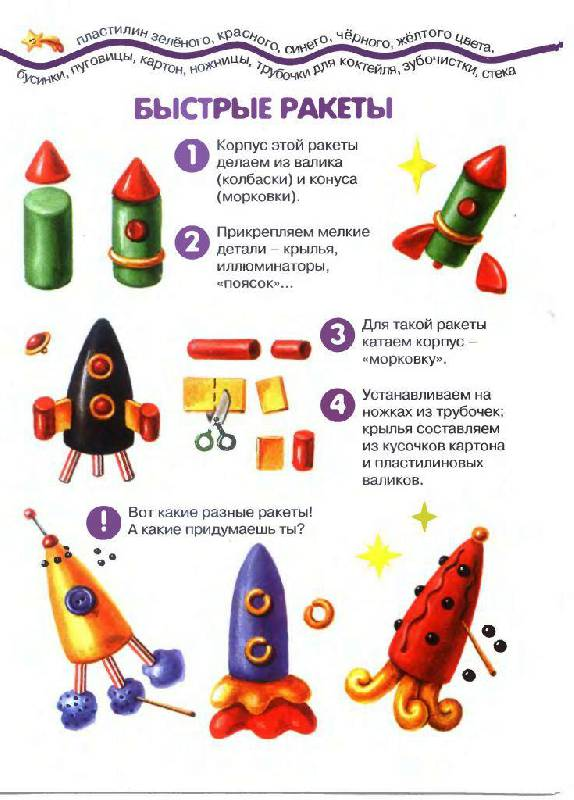 пластилин зелёного, красного, синего, чёрного, жёлтого цвета,
бусинки, пуговицы, картон, ножницы, трубочки для коктейля, зубочистки, стека
БЫСТРЫЕ РАКЕТЫ
1 Корпус этой ракеты
делаем из валика
(колбаски) и конуса
(морковки).
2 Прикрепляем мелкие
детали – крылья,
иллюминаторы,
«поясок»...
3 Для такой ракеты
катаем корпус –
«морковку».
4 Устанавливаем на
ножках из трубочек;
крылья составляем
из кусочков картона
и пластилиновых
валиков.
! Вот какие разные ракеты!
А какие придумаешь ты?